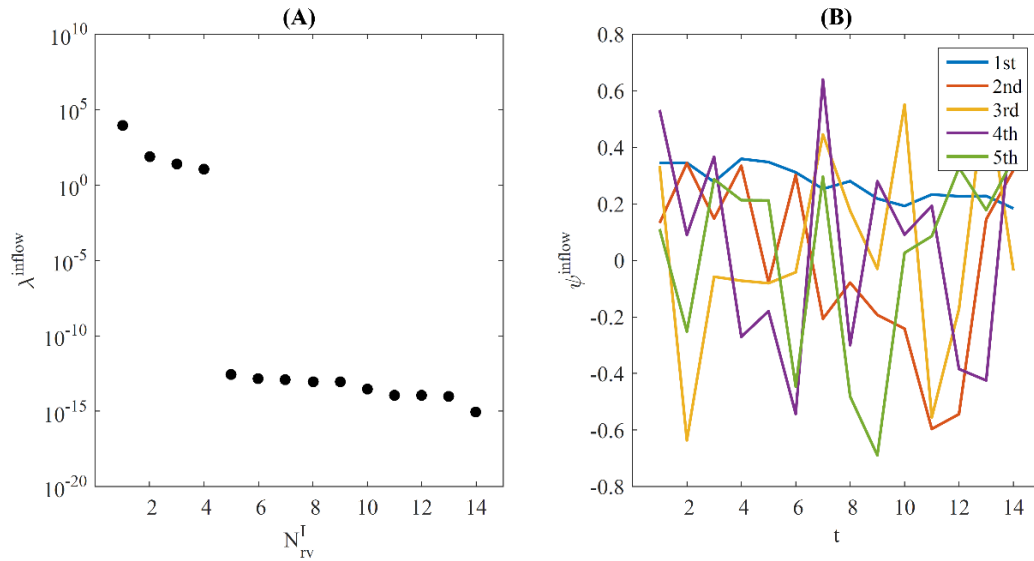 (A)
10^10
10^5
10^0
10^-5
10^-10
10^-15
10^-20
λ^inflow
2 4 6 8 10 12 14
N_rv^I
(B)
0.8
0.6
0.4
0.2
0
-0.2
-0.4
-0.6
-0.8
ψ^inflow
2 4 6 8 10 12 14
t
1st
2nd
3rd
4th
5th